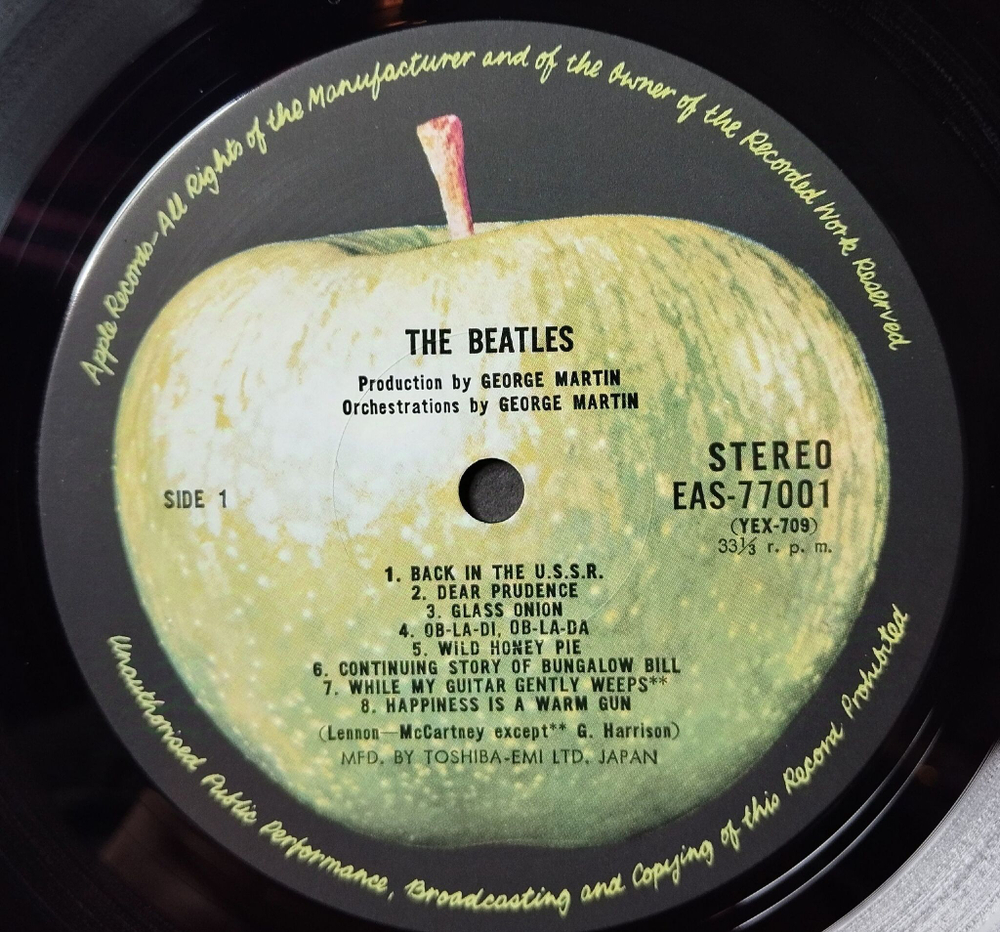 Apple Records-All Rights of the Manufacturer and of the Owner of the Recorded Work Reserved
THE BEATLES
Production by GEORGE MARTIN
Orchestrations by GEORGE MARTIN
STEREO
SIDE 1
EAS-77001
(YEX-709)
33⅓ r. p. m.
1. BACK IN THE U.S.S.R.
2. DEAR PRUDENCE
3. GLASS ONION
4. OB-LA-DI, OB-LA-DA
5. WILD HONEY PIE
6. CONTINUING STORY OF BUNGALOW BILL
7. WHILE MY GUITAR GENTLY WEEPS**
8. HAPPINESS IS A WARM GUN
(Lennon—McCartney except** G. Harrison)
MFD. BY TOSHIBA-EMI LTD. JAPAN
Unauthorised Public Performance, Broadcasting and Copying of this Record Prohibited